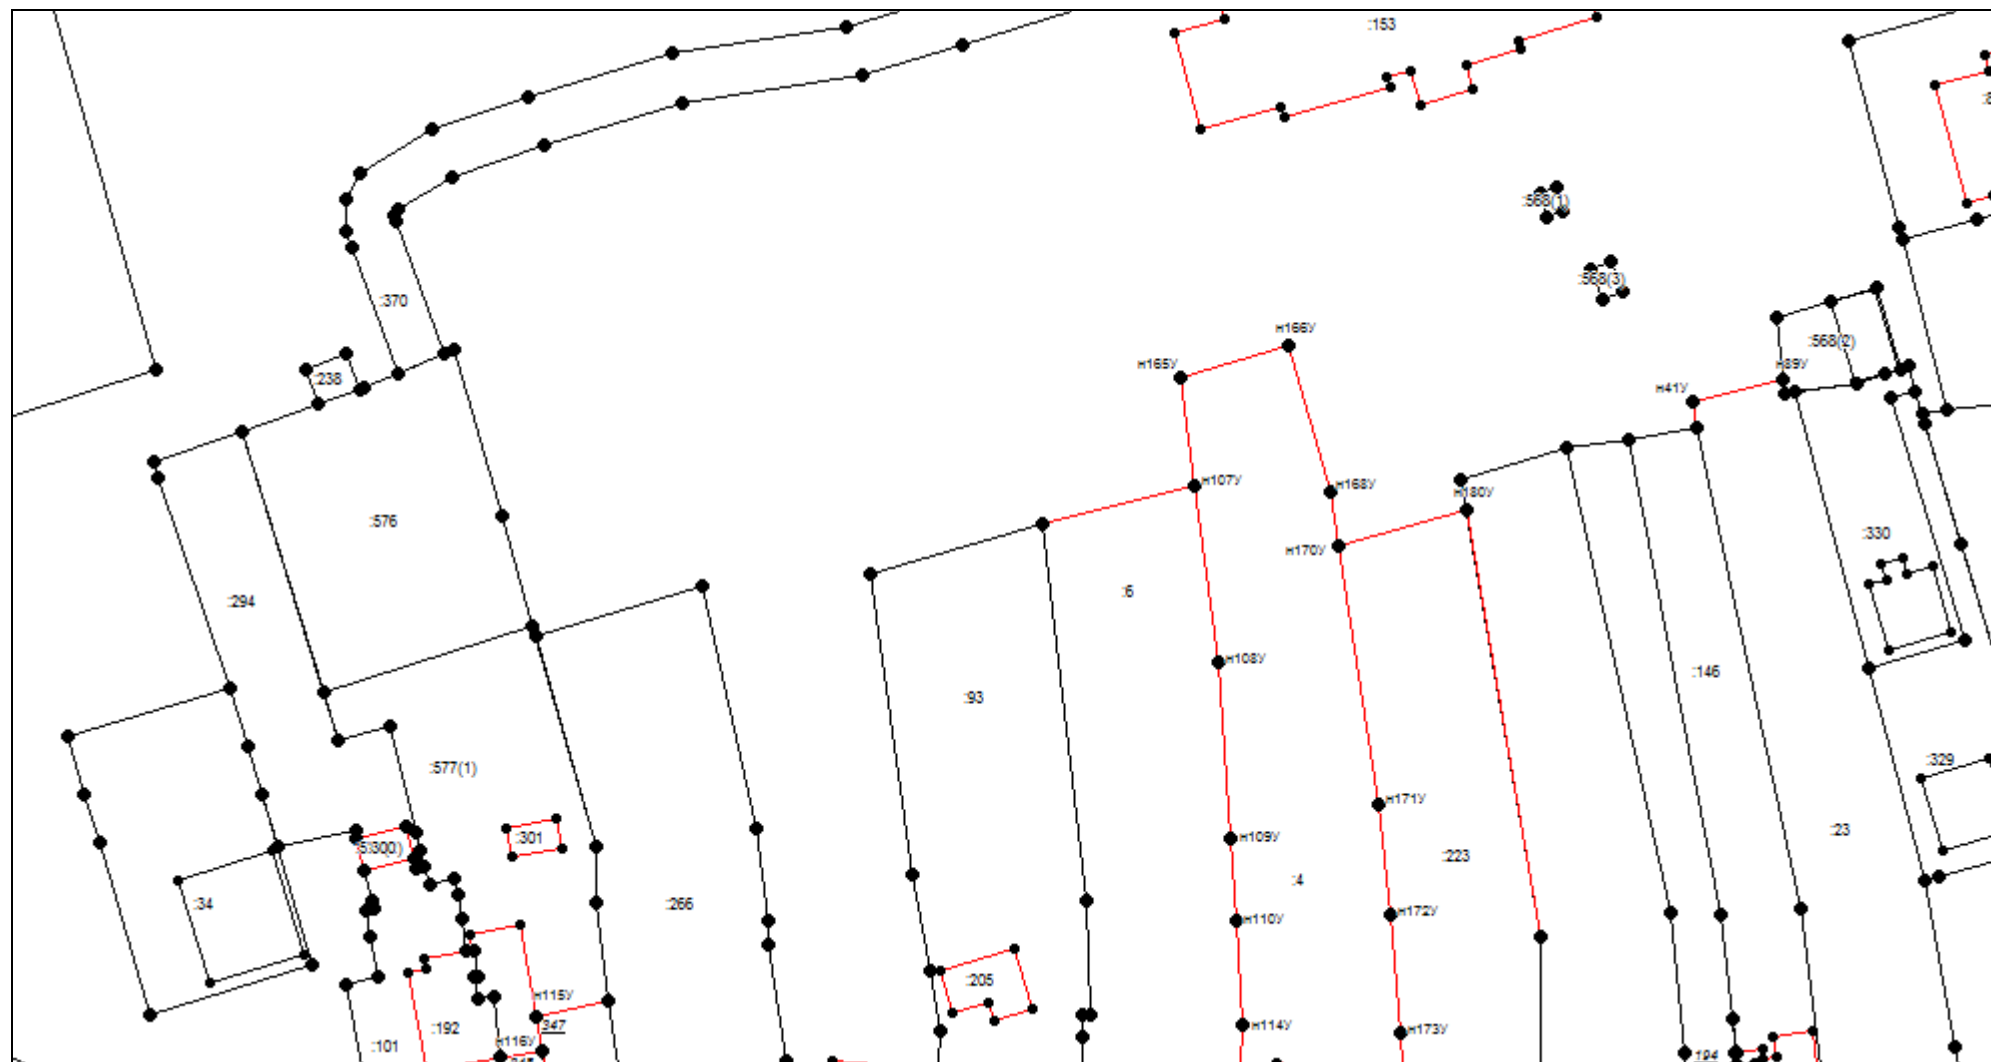 :153
:568(1)
:568(3)
:370
н166У
:568(2)
н165У
:238
н89У
н41У
н107У
н168У
н180У
:576
:330
н170У
:6
:294
н108У
:146
:93
:329
:577(1)
н171У
:23
:301
н109У
:223
:4
:34
:266
н110У
н172У
:205
н115У
347
:192
н114У
н173У
н116У
:101
194